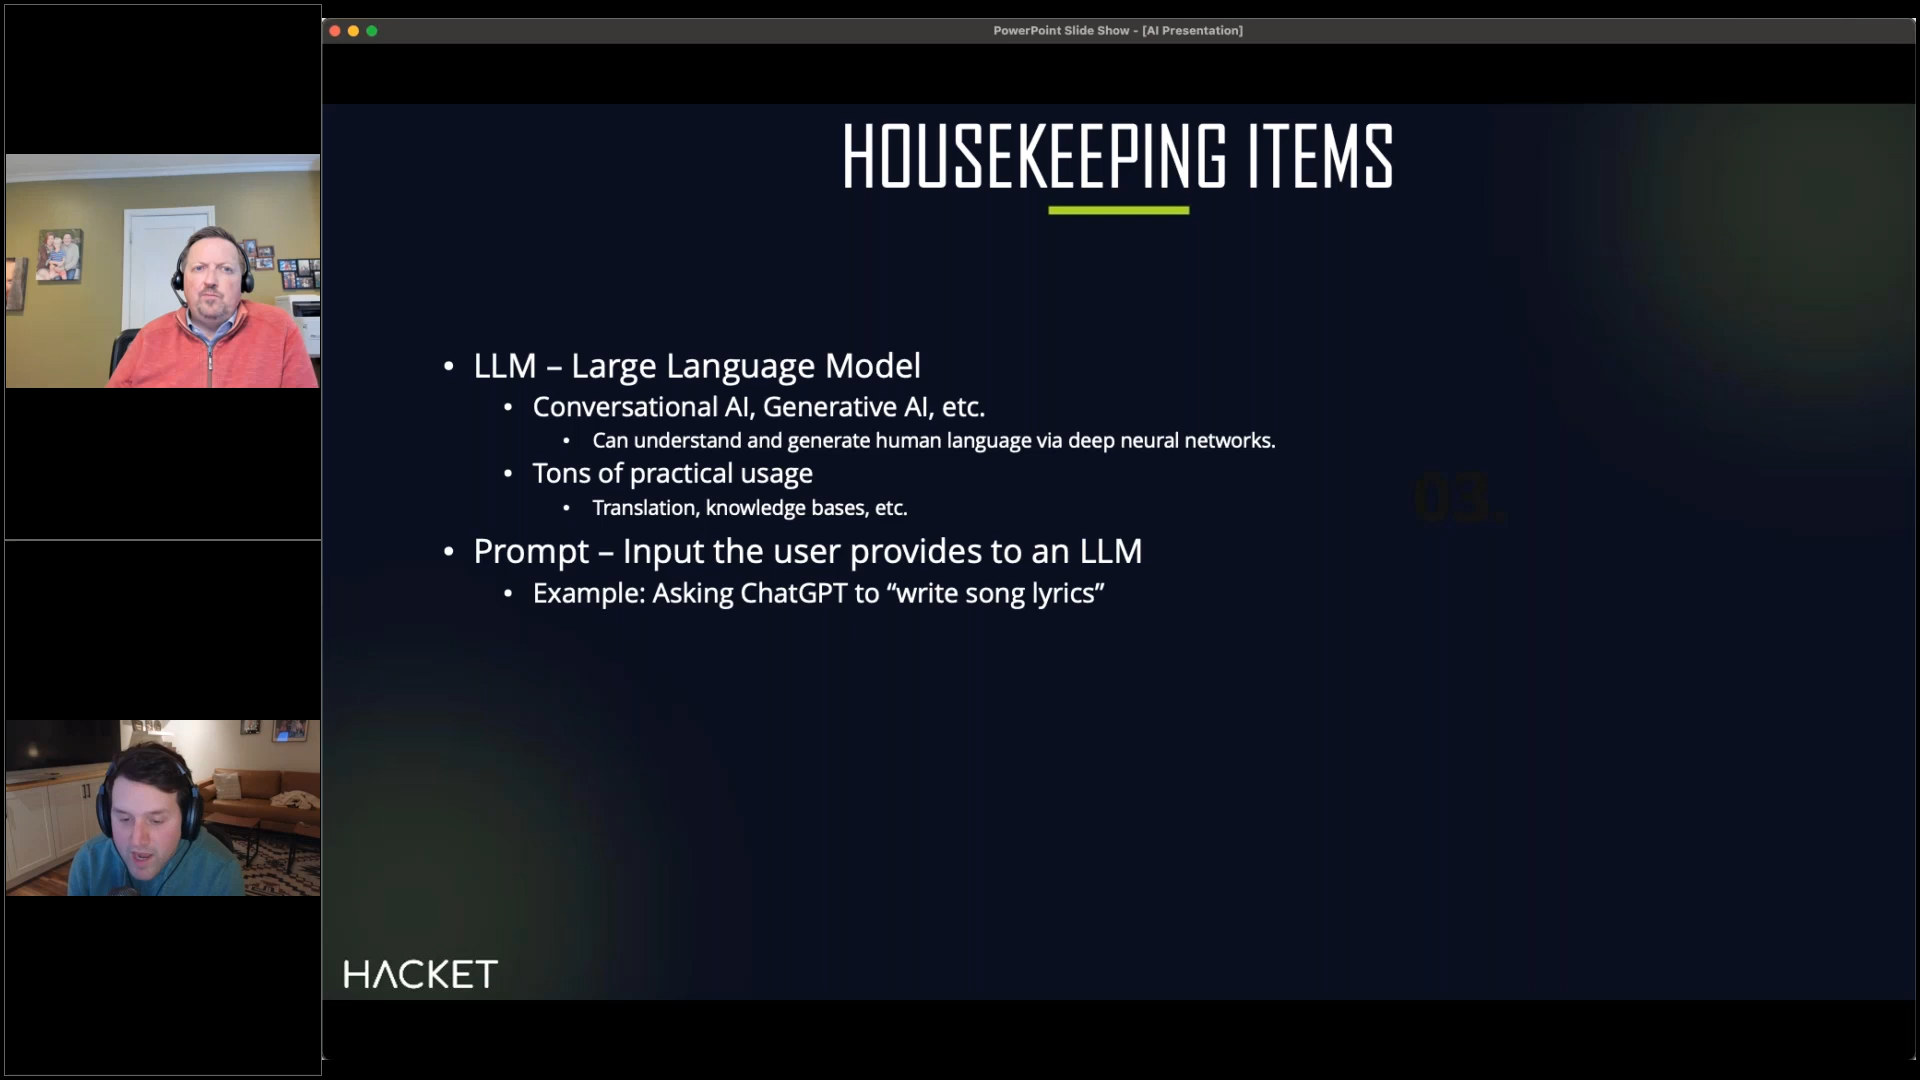 PowerPoint Slide Show - [AI Presentation]
HOUSEKEEPING ITEMS
• LLM – Large Language Model
• Conversational AI, Generative AI, etc.
• Can understand and generate human language via deep neural networks.
• Tons of practical usage
• Translation, knowledge bases, etc.
03.
• Prompt – Input the user provides to an LLM
• Example: Asking ChatGPT to “write song lyrics”
HACKET